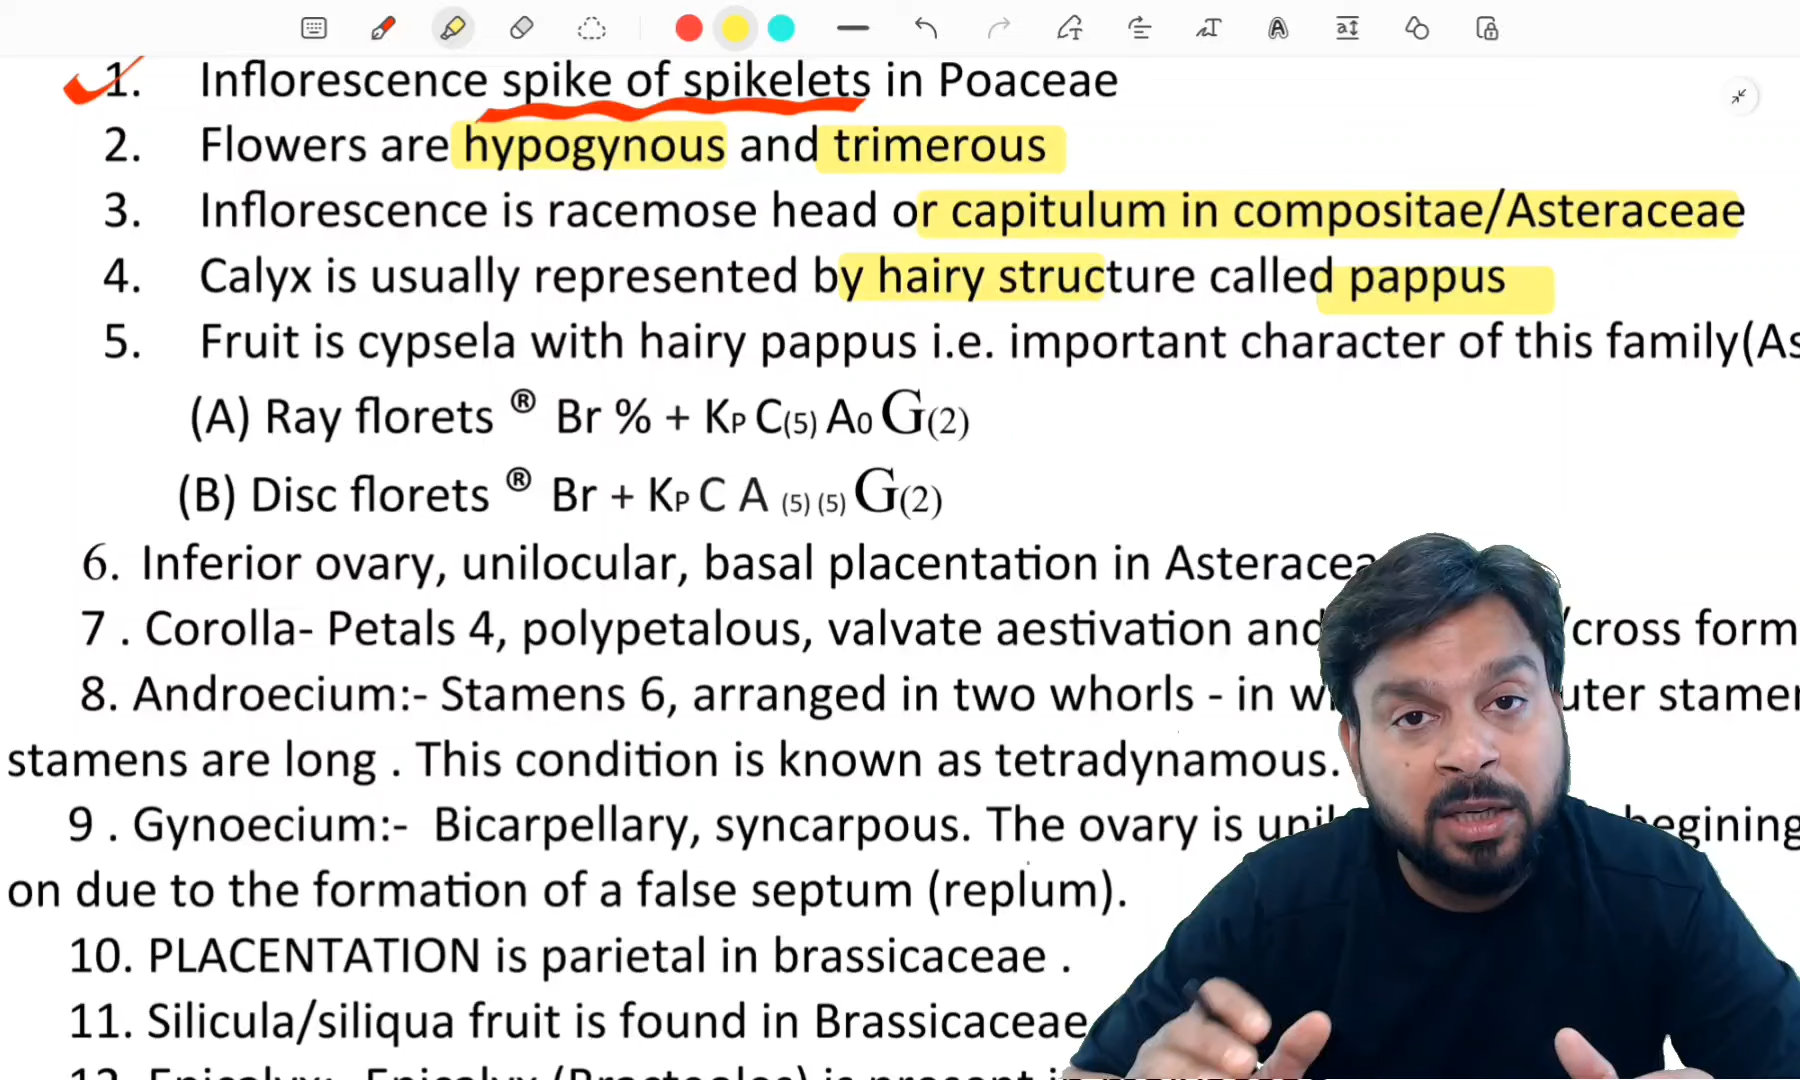 1. Inflorescence spike of spikelets in Poaceae
2. Flowers are hypogynous and trimerous
3. Inflorescence is racemose head or capitulum in compositae/Asteraceae
4. Calyx is usually represented by hairy structure called pappus
5. Fruit is cypsela with hairy pappus i.e. important character of this family(As
(A) Ray florets ® Br % + KP C(5) A0 G(2)
(B) Disc florets ® Br + KP C A (5) (5) G(2)
6. Inferior ovary, unilocular, basal placentation in Asteracea
7 . Corolla- Petals 4, polypetalous, valvate aestivation and /cross form
8. Androecium:- Stamens 6, arranged in two whorls - in uter stamen
stamens are long . This condition is known as tetradynamous.
9 . Gynoecium:- Bicarpellary, syncarpous. The ovary is begining
on due to the formation of a false septum (replum).
10. PLACENTATION is parietal in brassicaceae .
11. Silicula/siliqua fruit is found in Brassicaceae
12. Epicalyx:- Epicalyx (Bracteoles) is present